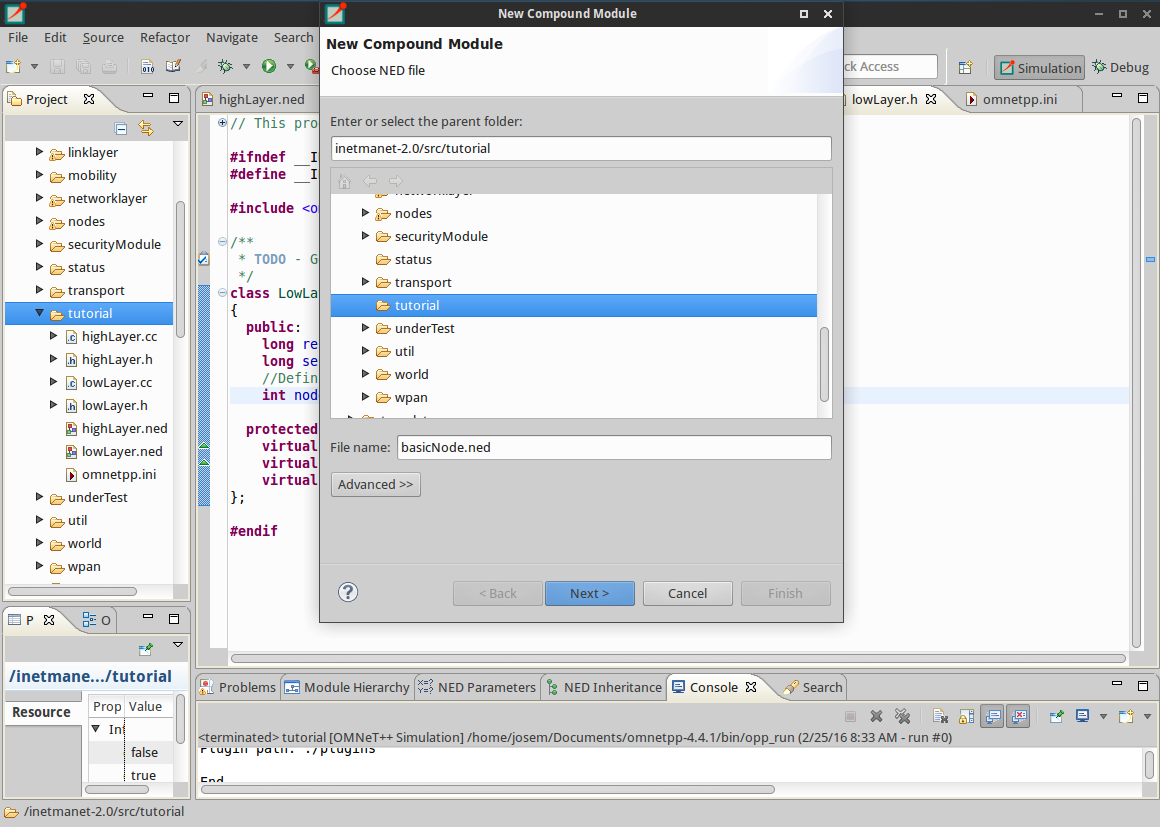 New Compound Module
File Edit Source Refactor Navigate Search
ck Access
Simulation
Debug
Project
linklayer
mobility
networklayer
nodes
securityModule
status
transport
tutorial
highLayer.cc
highLayer.h
lowLayer.cc
lowLayer.h
highLayer.ned
lowLayer.ned
omnetpp.ini
underTest
util
world
wpan
highLayer.ned
lowLayer.h
omnetpp.ini
// This pro
#ifndef __I
#define __I
#include <o
/**
* TODO - G
*/
class LowLa
{
public:
long re
long se
//Defin
int nod
protected
virtual
virtual
virtual
};
#endif
New Compound Module
Choose NED file
Enter or select the parent folder:
inetmanet-2.0/src/tutorial
networklayer
nodes
securityModule
status
transport
tutorial
underTest
util
world
wpan
File name: basicNode.ned
Advanced >>
?
< Back
Next >
Cancel
Finish
P
O
/inetmane.../tutorial
Resource
Prop Value
Inf
false
true
Problems
Module Hierarchy
NED Parameters
NED Inheritance
Console
Search
<terminated> tutorial [OMNeT++ Simulation] /home/josem/Documents/omnetpp-4.4.1/bin/opp_run (2/25/16 8:33 AM - run #0)
Plugin path: ./plugins
End
/inetmanet-2.0/src/tutorial